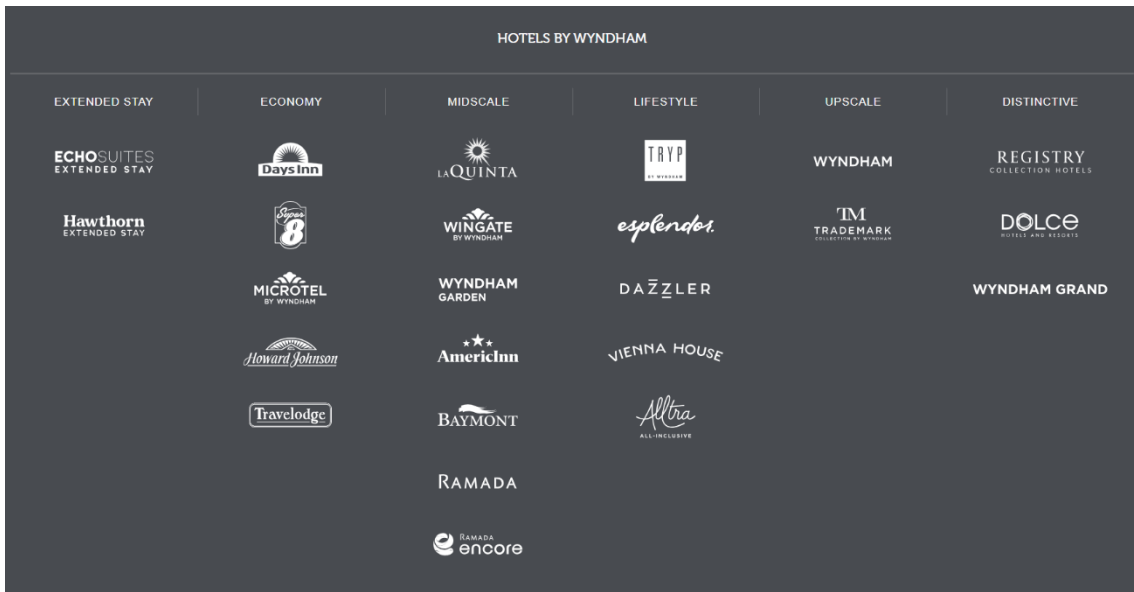 HOTELS BY WYNDHAM
EXTENDED STAY
ECHOSUITES
EXTENDED STAY
Hawthorn
EXTENDED STAY
ECONOMY
Days Inn
Super
8
MICROTEL
BY WYNDHAM
Howard Johnson
Travelodge
MIDSCALE
LAQUINTA
WINGATE
BY WYNDHAM
WYNDHAM
GARDEN
AmericInn
BAYMONT
RAMADA
RAMADA
encore
LIFESTYLE
TRYP
BY WYNDHAM
esplendor.
DAZZLER
VIENNA HOUSE
Alltra
ALL-INCLUSIVE
UPSCALE
WYNDHAM
TM
TRADEMARK
COLLECTION BY WYNDHAM
DISTINCTIVE
REGISTRY
COLLECTION HOTELS
DOLCE
HOTELS AND RESORTS
WYNDHAM GRAND